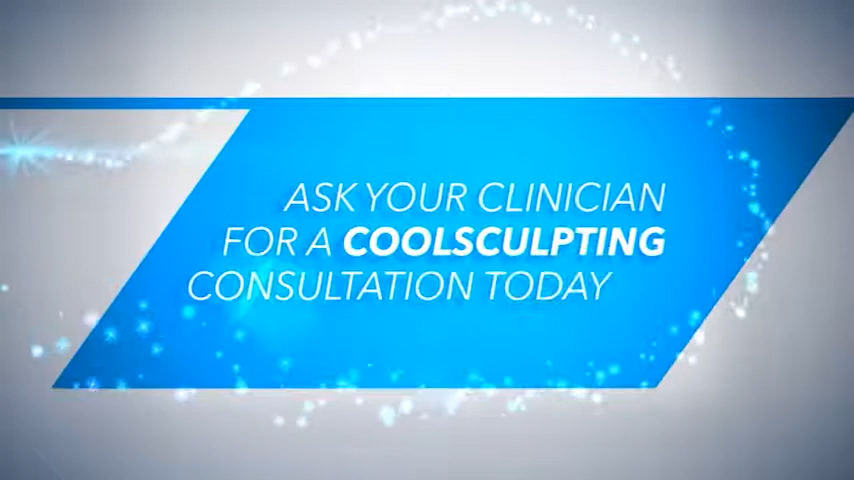 ASK YOUR CLINICIAN
FOR A COOLSCULPTING
CONSULTATION TODAY